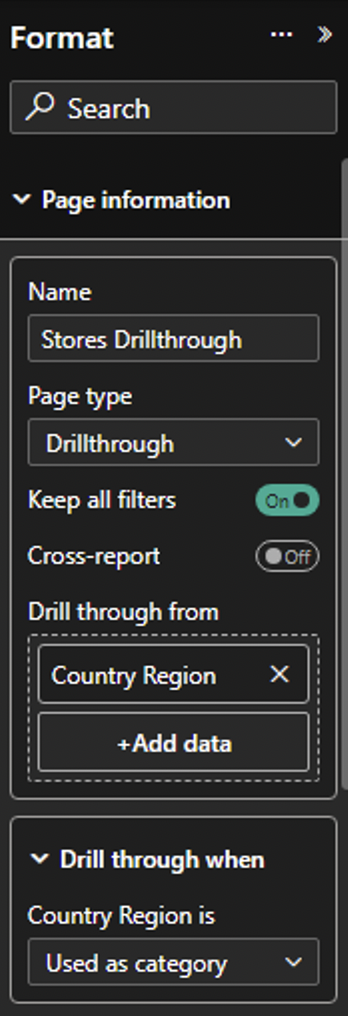 Format
Search
Page information
Name
Stores Drillthrough
Page type
Drillthrough
Keep all filters
On
Cross-report
Off
Drill through from
Country Region
+Add data
Drill through when
Country Region is
Used as category